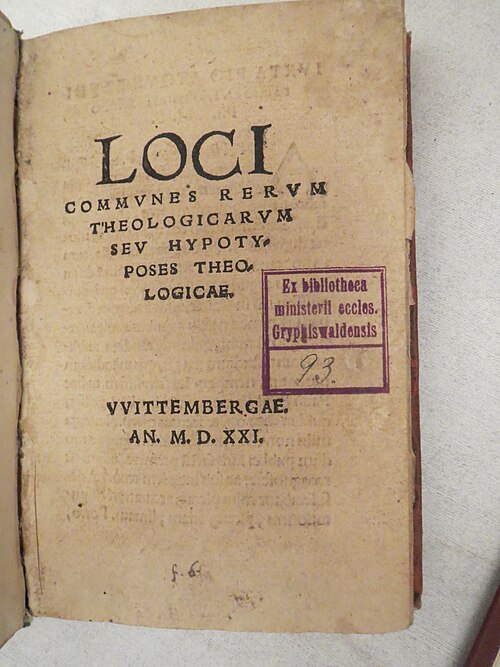 LOCI
COMMVNES RERVM
THEOLOGICARVM
SEV HYPOTY,
POSES THEO,
LOGICAE.
Ex bibliotheca
ministerii eccles.
Gryphiswaldensis
93.
VVITTEMBERGAE.
AN. M. D. XXI.